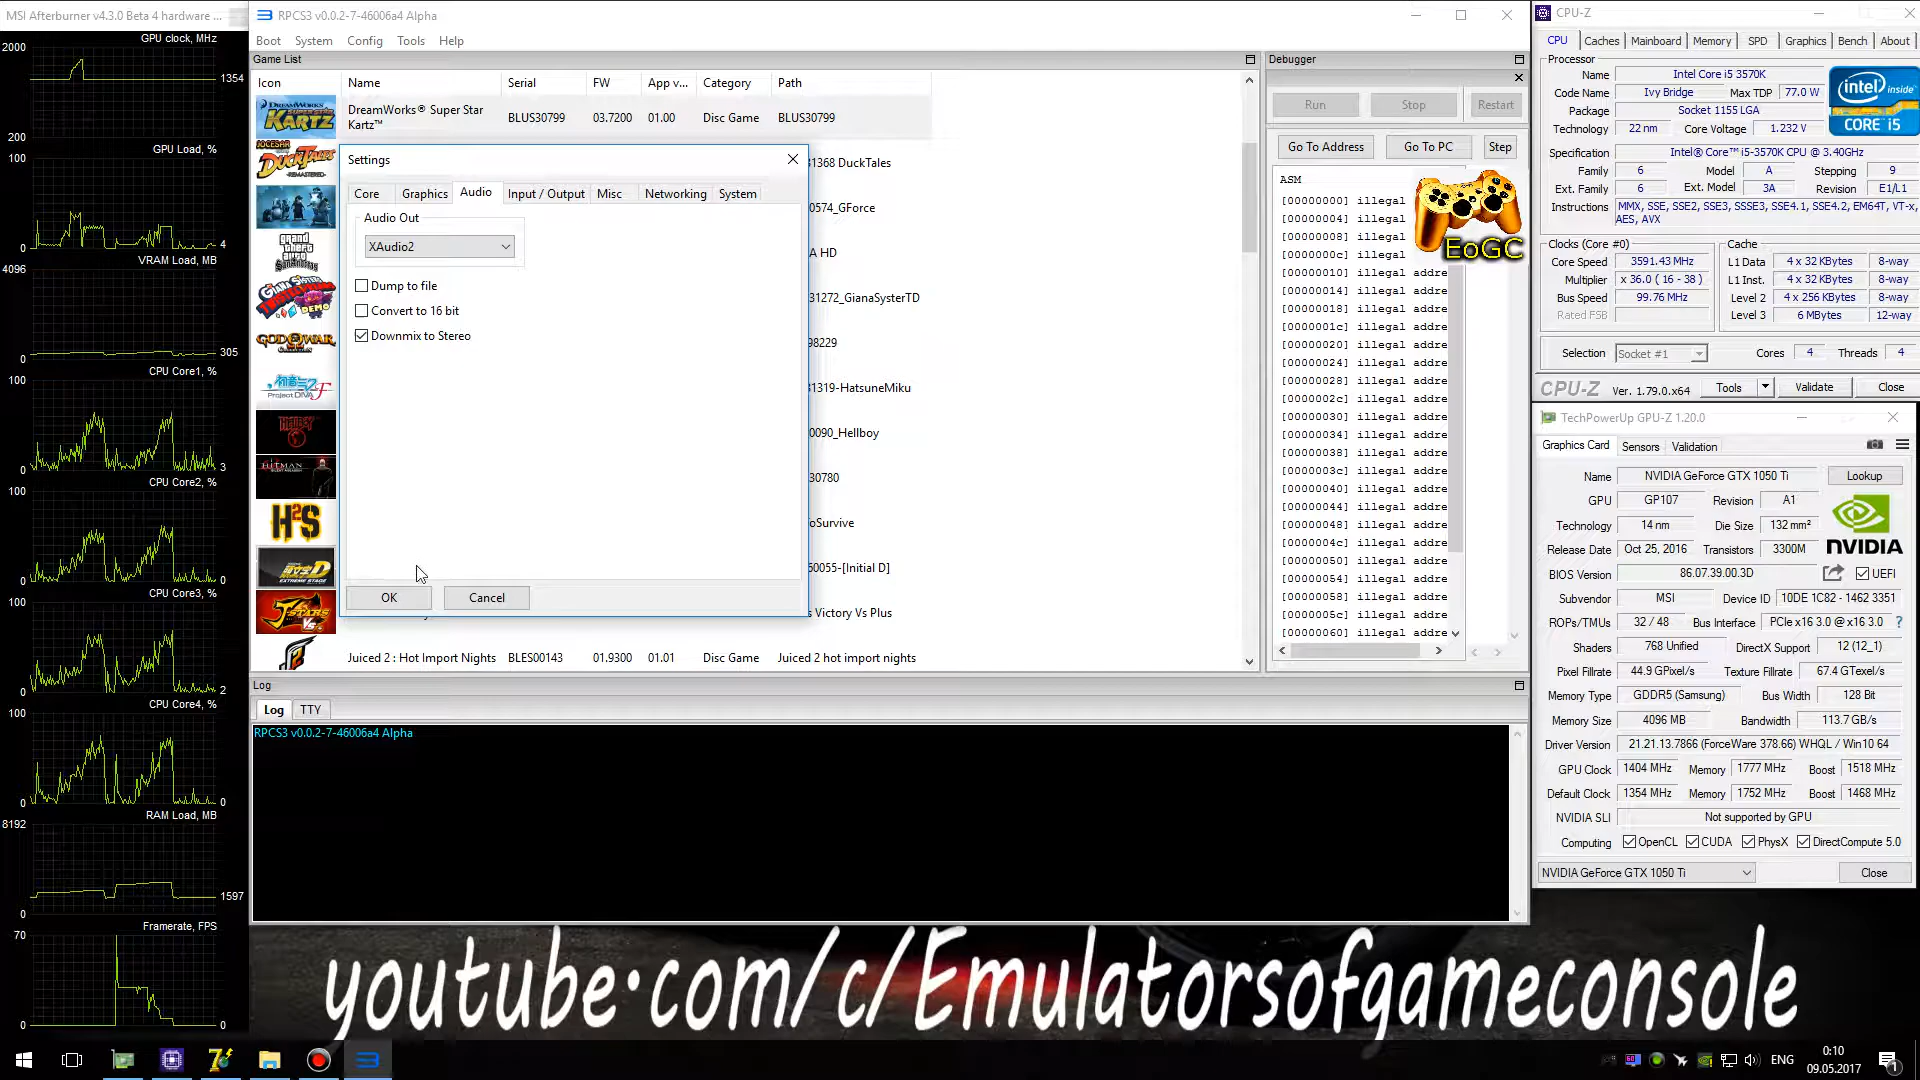 MSI Afterburner v4.3.0 Beta 4 hardware ...
GPU clock, MHz
2000
1354
200
GPU Load, %
100
4
0
VRAM Load, MB
4096
305
0
CPU Core1, %
100
3
0
CPU Core2, %
100
0
0
CPU Core3, %
100
2
0
CPU Core4, %
100
0
0
RAM Load, MB
8192
1597
0
Framerate, FPS
70
0
0
RPCS3 v0.0.2-7-46006a4 Alpha
Boot System Config Tools Help
Game List
Icon Name Serial FW App v... Category Path
DreamWorks® Super Star Kartz™ BLUS30799 03.7200 01.00 Disc Game BLUS30799
31368 DuckTales
0574_GForce
A HD
31272_GianaSysterTD
98229
31319-HatsuneMiku
0090_Hellboy
30780
oSurvive
60055-[Initial D]
s Victory Vs Plus
Juiced 2 : Hot Import Nights BLES00143 01.9300 01.01 Disc Game Juiced 2 hot import nights
Settings
Core Graphics Audio Input / Output Misc Networking System
Audio Out
XAudio2
Dump to file
Convert to 16 bit
Downmix to Stereo
OK Cancel
Debugger
Run Stop Restart
Go To Address Go To PC Step
ASM
[00000000] illegal
[00000004] illegal
[00000008] illegal
[0000000c] illegal
[00000010] illegal addre
[00000014] illegal addre
[00000018] illegal addre
[0000001c] illegal addre
[00000020] illegal addre
[00000024] illegal addre
[00000028] illegal addre
[0000002c] illegal addre
[00000030] illegal addre
[00000034] illegal addre
[00000038] illegal addre
[0000003c] illegal addre
[00000040] illegal addre
[00000044] illegal addre
[00000048] illegal addre
[0000004c] illegal addre
[00000050] illegal addre
[00000054] illegal addre
[00000058] illegal addre
[0000005c] illegal addre
[00000060] illegal addre
EoGC
Log
Log TTY
RPCS3 v0.0.2-7-46006a4 Alpha
CPU-Z
CPU Caches Mainboard Memory SPD Graphics Bench About
Processor
Name Intel Core i5 3570K
Code Name Ivy Bridge Max TDP 77.0 W
Package Socket 1155 LGA
Technology 22 nm Core Voltage 1.232 V
Specification Intel® Core™ i5-3570K CPU @ 3.40GHz
Family 6 Model A Stepping 9
Ext. Family 6 Ext. Model 3A Revision E1/L1
Instructions MMX, SSE, SSE2, SSE3, SSSE3, SSE4.1, SSE4.2, EM64T, VT-x,
AES, AVX
intel inside
CORE i5
Clocks (Core #0)
Core Speed 3591.43 MHz
Multiplier x 36.0 ( 16 - 38 )
Bus Speed 99.76 MHz
Rated FSB
Cache
L1 Data 4 x 32 KBytes 8-way
L1 Inst. 4 x 32 KBytes 8-way
Level 2 4 x 256 KBytes 8-way
Level 3 6 MBytes 12-way
Selection Socket #1 Cores 4 Threads 4
CPU-Z Ver. 1.79.0.x64 Tools Validate Close
TechPowerUp GPU-Z 1.20.0
Graphics Card Sensors Validation
Name NVIDIA GeForce GTX 1050 Ti Lookup
GPU GP107 Revision A1
Technology 14 nm Die Size 132 mm²
Release Date Oct 25, 2016 Transistors 3300M
NVIDIA
BIOS Version 86.07.39.00.3D UEFI
Subvendor MSI Device ID 10DE 1C82 - 1462 3351
ROPs/TMUs 32 / 48 Bus Interface PCIe x16 3.0 @ x16 3.0 ?
Shaders 768 Unified DirectX Support 12 (12_1)
Pixel Fillrate 44.9 GPixel/s Texture Fillrate 67.4 GTexel/s
Memory Type GDDR5 (Samsung) Bus Width 128 Bit
Memory Size 4096 MB Bandwidth 113.7 GB/s
Driver Version 21.21.13.7866 (ForceWare 378.66) WHQL / Win10 64
GPU Clock 1404 MHz Memory 1777 MHz Boost 1518 MHz
Default Clock 1354 MHz Memory 1752 MHz Boost 1468 MHz
NVIDIA SLI Not supported by GPU
Computing OpenCL CUDA PhysX DirectCompute 5.0
NVIDIA GeForce GTX 1050 Ti Close
youtube.com/c/Emulatorsofgameconsole
ENG
0:10
09.05.2017